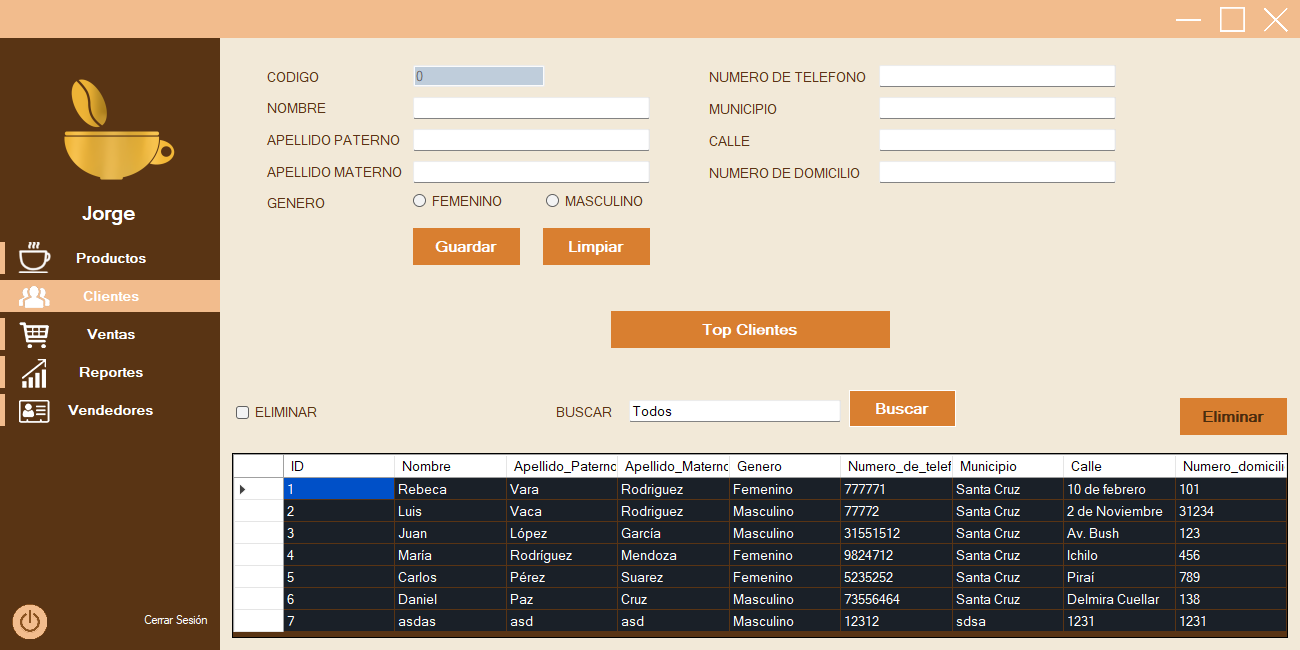 CODIGO 0 NUMERO DE TELEFONO
NOMBRE MUNICIPIO
APELLIDO PATERNO CALLE
APELLIDO MATERNO NUMERO DE DOMICILIO
GENERO FEMENINO MASCULINO
Guardar Limpiar
Jorge
Productos
Clientes
Ventas
Reportes
Vendedores
Cerrar Sesión
Top Clientes
ELIMINAR BUSCAR Todos Buscar Eliminar
ID Nombre Apellido_Paterno Apellido_Materno Genero Numero_de_telef Municipio Calle Numero_domicili
1 Rebeca Vara Rodriguez Femenino 777771 Santa Cruz 10 de febrero 101
2 Luis Vaca Rodriguez Masculino 77772 Santa Cruz 2 de Noviembre 31234
3 Juan López García Masculino 31551512 Santa Cruz Av. Bush 123
4 María Rodríguez Mendoza Femenino 9824712 Santa Cruz Ichilo 456
5 Carlos Pérez Suarez Femenino 5235252 Santa Cruz Piraí 789
6 Daniel Paz Cruz Masculino 73556464 Santa Cruz Delmira Cuellar 138
7 asdas asd asd Masculino 12312 sdsa 1231 1231